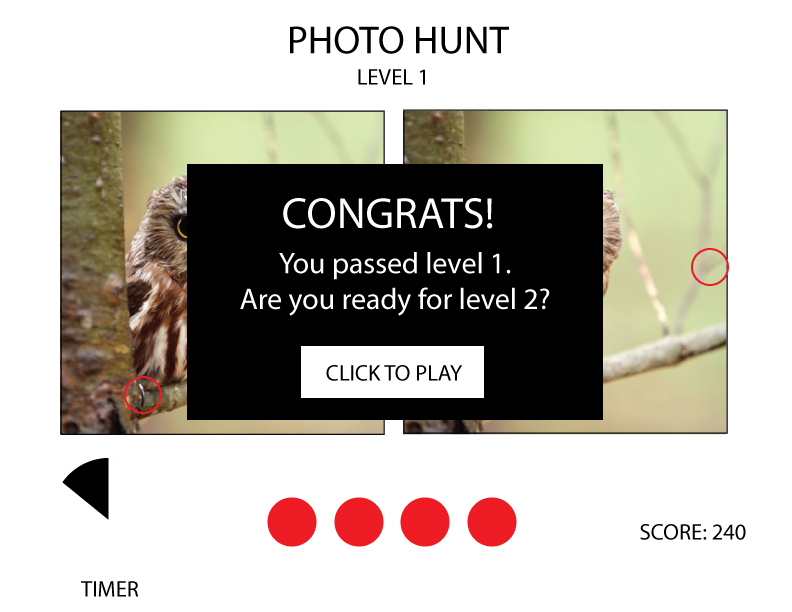 PHOTO HUNT
LEVEL 1
CONGRATS!
You passed level 1.
Are you ready for level 2?
CLICK TO PLAY
SCORE: 240
TIMER